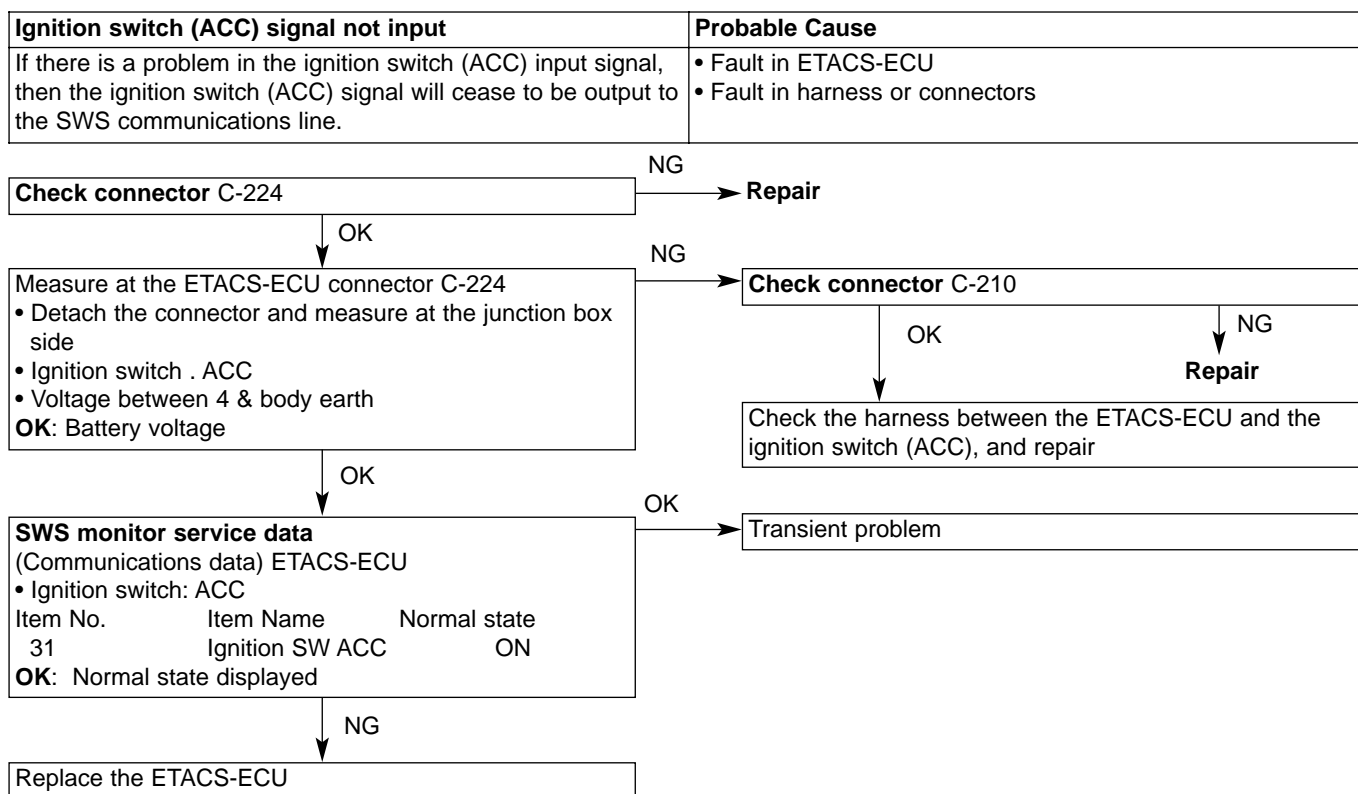 Ignition switch (ACC) signal not input
Probable Cause
If there is a problem in the ignition switch (ACC) input signal,
then the ignition switch (ACC) signal will cease to be output to
the SWS communications line.
• Fault in ETACS-ECU
• Fault in harness or connectors
Check connector C-224
NG
Repair
OK
Measure at the ETACS-ECU connector C-224
• Detach the connector and measure at the junction box
side
• Ignition switch . ACC
• Voltage between 4 & body earth
OK: Battery voltage
NG
Check connector C-210
OK
NG
Repair
Check the harness between the ETACS-ECU and the
ignition switch (ACC), and repair
OK
SWS monitor service data
(Communications data) ETACS-ECU
• Ignition switch: ACC
Item No. Item Name Normal state
31 Ignition SW ACC ON
OK: Normal state displayed
OK
Transient problem
NG
Replace the ETACS-ECU